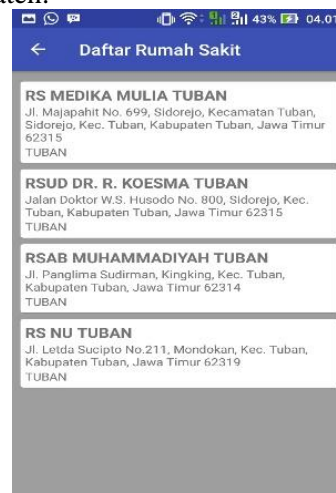 43% 04.01
Daftar Rumah Sakit
RS MEDIKA MULIA TUBAN
Jl. Majapahit No. 699, Sidorejo, Kecamatan Tuban,
Sidorejo, Kec. Tuban, Kabupaten Tuban, Jawa Timur
62315
TUBAN
RSUD DR. R. KOESMA TUBAN
Jalan Doktor W.S. Husodo No. 800, Sidorejo, Kec.
Tuban, Kabupaten Tuban, Jawa Timur 62315
TUBAN
RSAB MUHAMMADIYAH TUBAN
Jl. Panglima Sudirman, Kingking, Kec. Tuban,
Kabupaten Tuban, Jawa Timur 62314
TUBAN
RS NU TUBAN
Jl. Letda Sucipto No.211, Mondokan, Kec. Tuban,
Kabupaten Tuban, Jawa Timur 62319
TUBAN